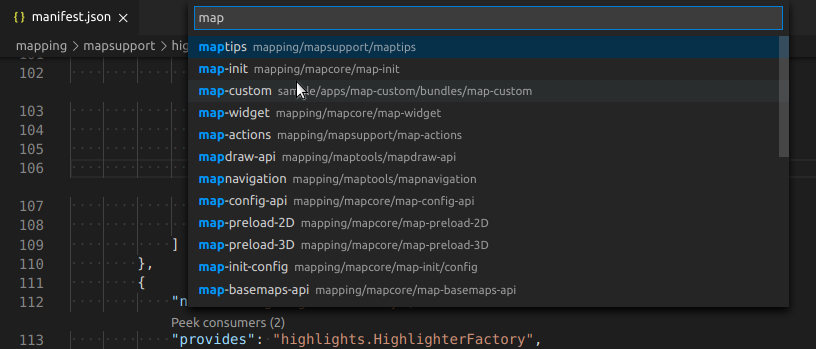 { } manifest.json ×
map
mapping > mapsupport > hig
maptips mapping/mapsupport/maptips
map-init mapping/mapcore/map-init
102
map-custom sample/apps/map-custom/bundles/map-custom
103 map-widget mapping/mapcore/map-widget
104 map-actions mapping/mapsupport/map-actions
105 mapdraw-api mapping/maptools/mapdraw-api
106 mapnavigation mapping/maptools/mapnavigation
map-config-api mapping/mapcore/map-config-api
107
108 map-preload-2D mapping/mapcore/map-preload-2D
109 ] map-preload-3D mapping/mapcore/map-preload-3D
110 }, map-init-config mapping/mapcore/map-init/config
111 { map-basemaps-api mapping/mapcore/map-basemaps-api
112 "n
Peek consumers (2)
113 "provides": "highlights.HighlighterFactory",